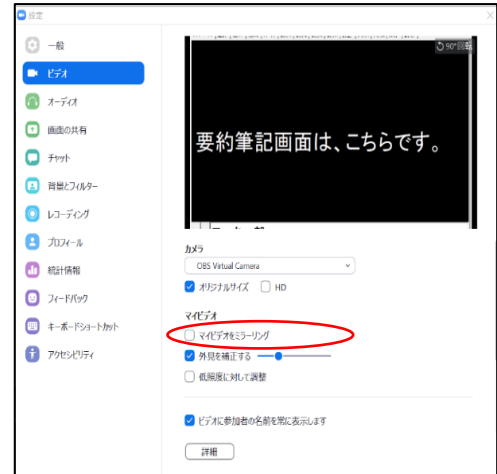 設定
一般
ビデオ
オーディオ
画面の共有
チャット
背景とフィルター
レコーディング
プロフィール
統計情報
フィードバック
キーボードショートカット
アクセシビリティ
90°回転
要約筆記画面は、こちらです。
カメラ
OBS Virtual Camera
オリジナルサイズ HD
マイビデオ
マイビデオをミラーリング
外見を補正する
低照度に対して調整
ビデオに参加者の名前を常に表示します
詳細